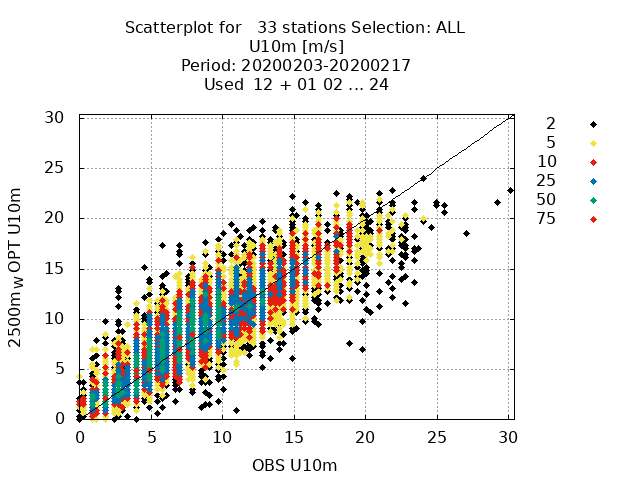 Scatterplot for 33 stations Selection: ALL
U10m [m/s]
Period: 20200203-20200217
Used 12 + 01 02 ... 24
2500m_W OPT U10m
30
25
20
15
10
5
0
0 5 10 15 20 25 30
OBS U10m
2
5
10
25
50
75